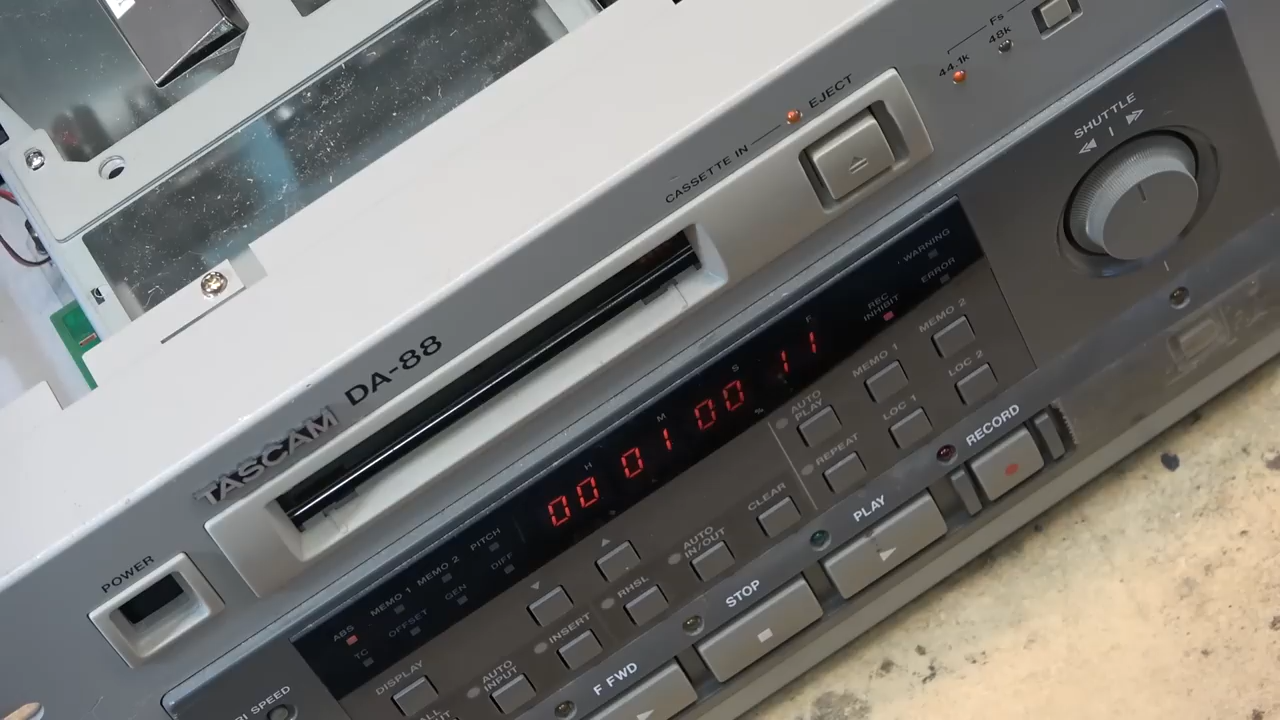 Fs
44.1k 48k
EJECT
CASSETTE IN
SHUTTLE
TASCAM DA-88
WARNING
ERROR
REC
INHIBIT
H M S F
00 01 00 11
MEMO 1 MEMO 2
LOC 1 LOC 2
AUTO
PLAY
REPEAT
RECORD
POWER
PITCH
MEMO 1 MEMO 2
ABS
DIFF
GEN
OFFSET
TC
CLEAR
AUTO
IN/OUT
RHSL
INSERT
AUTO
INPUT
DISPLAY
PLAY
STOP
F FWD
SPEED